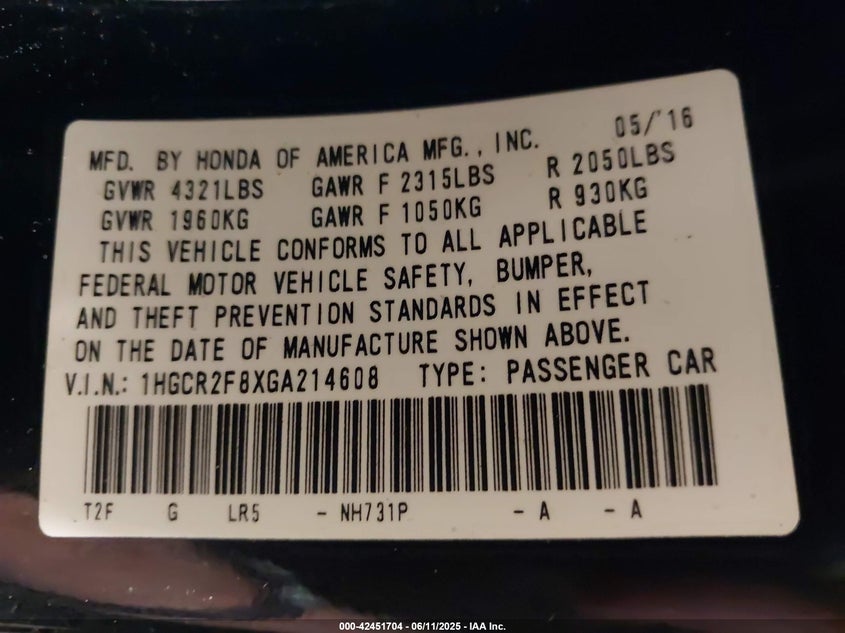 MFD. BY HONDA OF AMERICA MFG., INC. 05/'16
GVWR 4321LBS GAWR F 2315LBS R 2050LBS
GVWR 1960KG GAWR F 1050KG R 930KG
THIS VEHICLE CONFORMS TO ALL APPLICABLE
FEDERAL MOTOR VEHICLE SAFETY, BUMPER,
AND THEFT PREVENTION STANDARDS IN EFFECT
ON THE DATE OF MANUFACTURE SHOWN ABOVE.
V.I.N.: 1HGCR2F8XGA214608 TYPE: PASSENGER CAR
T2F G LR5 - NH731P - A - A
000-42451704 - 06/11/2025 - IAA Inc.